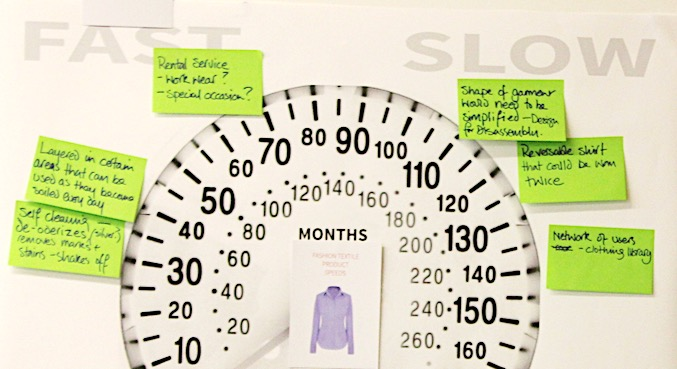 FAST
SLOW
Rental Service
- work wear?
- Special occasion?
Shape of garment
would need to be
simplified - Design
for Disassembly.
Layered in certain
areas that can be
used as they become
soiled every day
Reversable shirt
that could be worn
twice
Self cleaning
(silver)
removes marks +
stains - shakes off
Network of users
- clothing library
MONTHS
FASHION TEXTILE
PRODUCT
SPEEDS
10
20
30
40
50
60
70
80
90
100
110
120
130
140
150
160
20
40
60
80
100
120
140
160
180
200
220
240
260